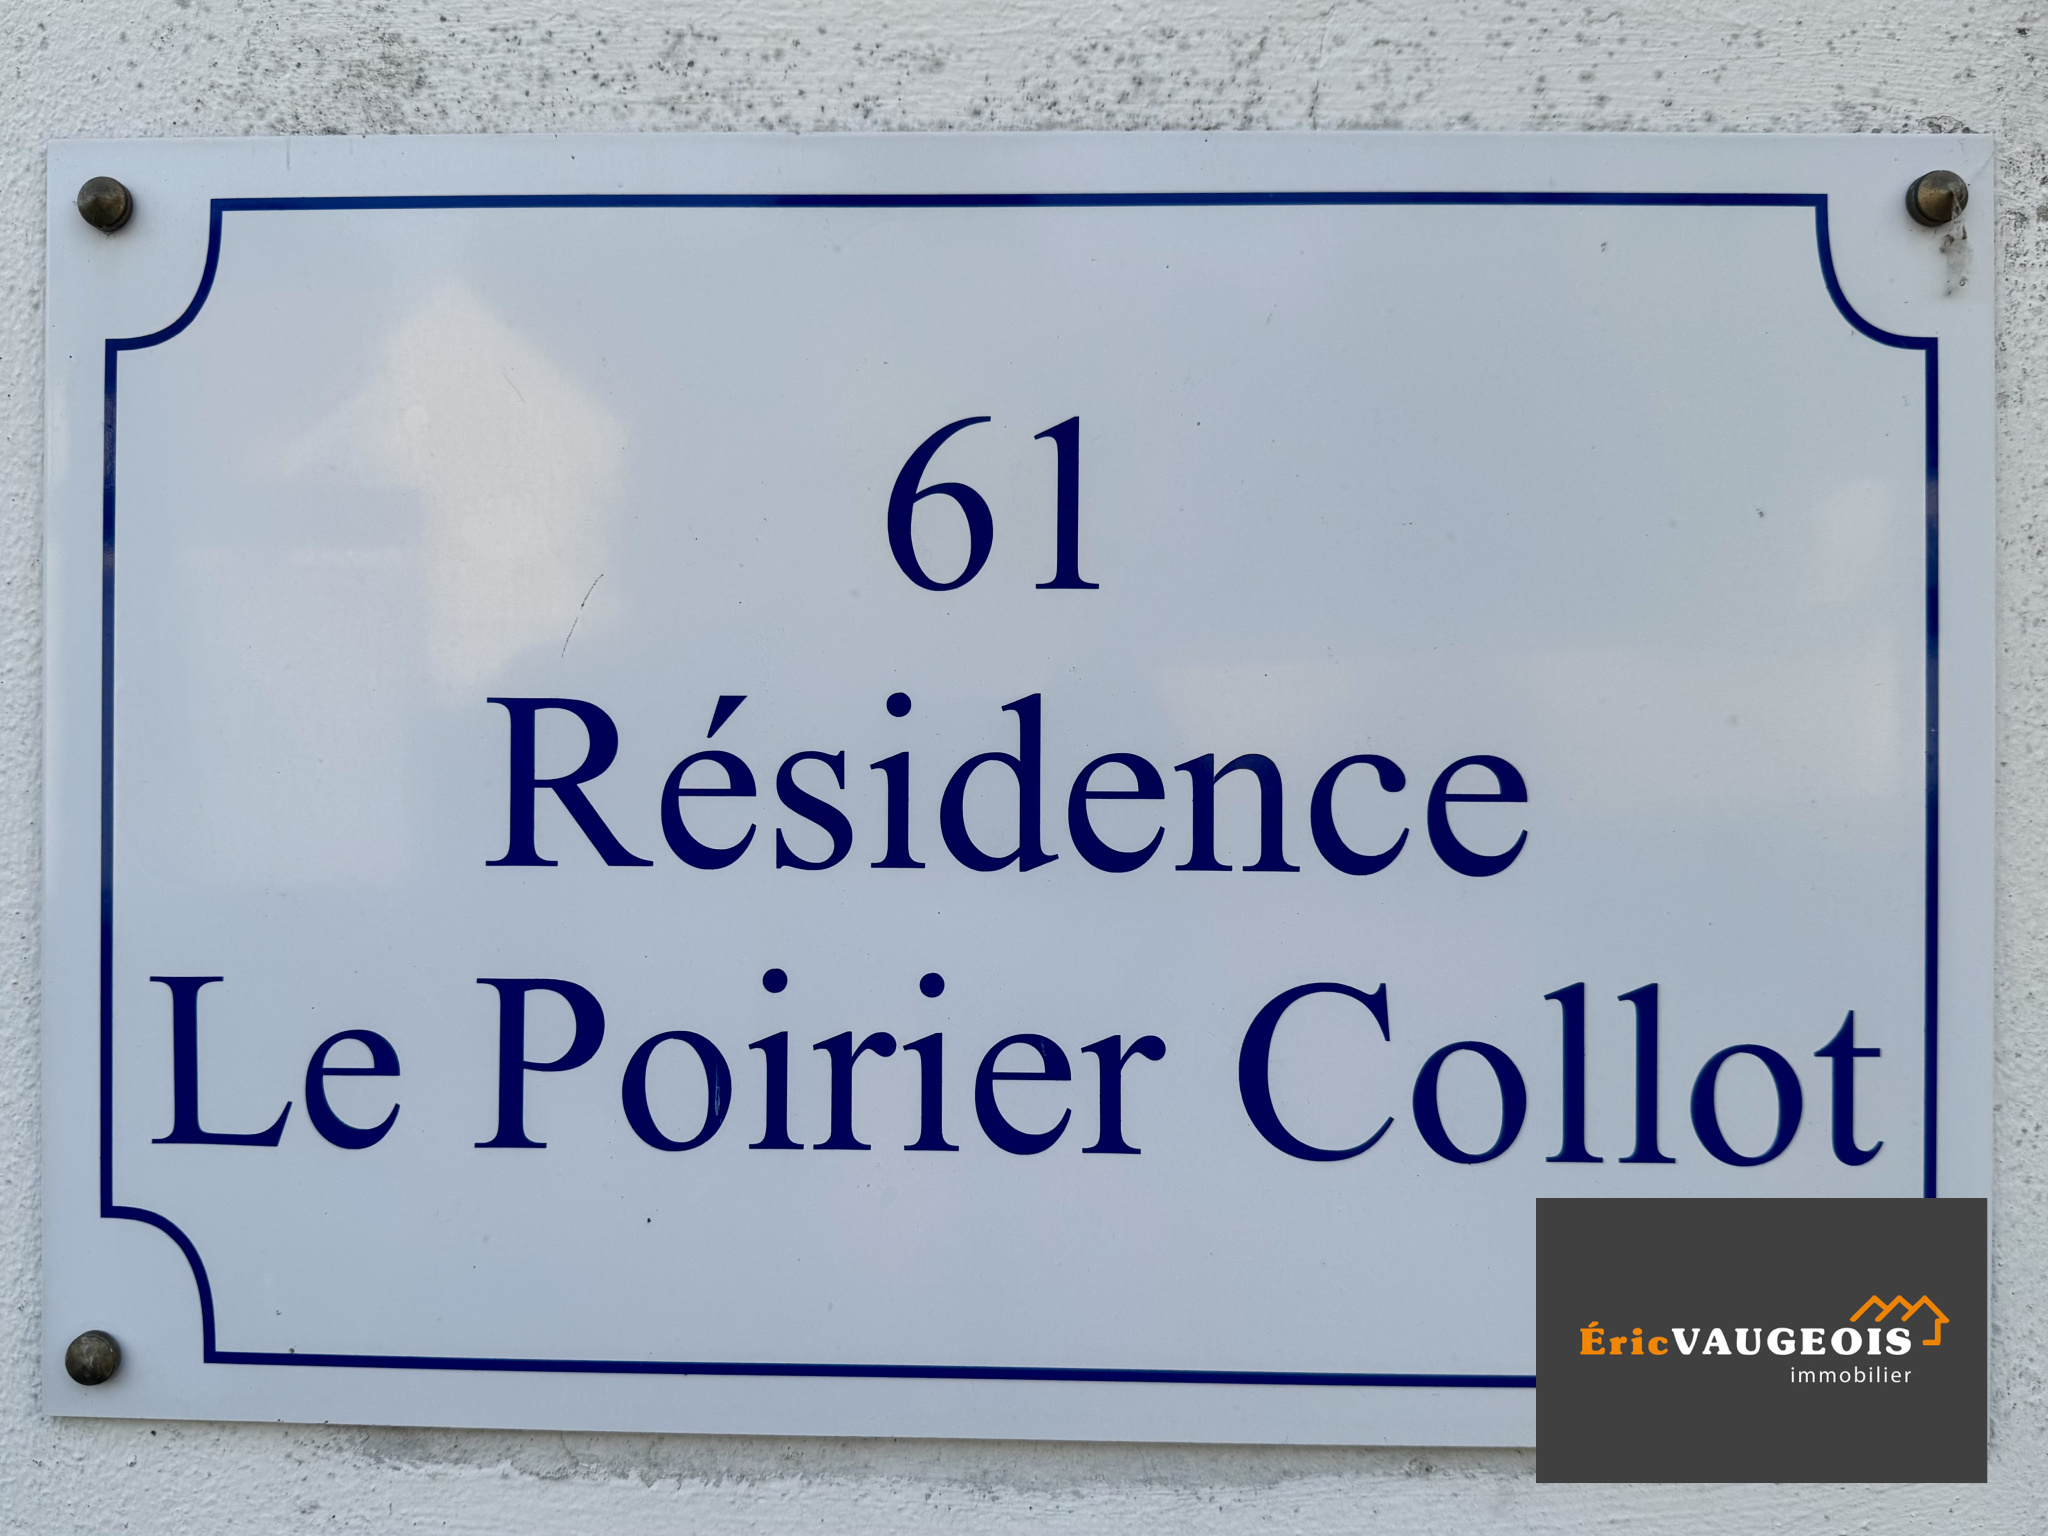 61
Résidence
Le Poirier Collot
ÉricVAUGEOIS
immobilier